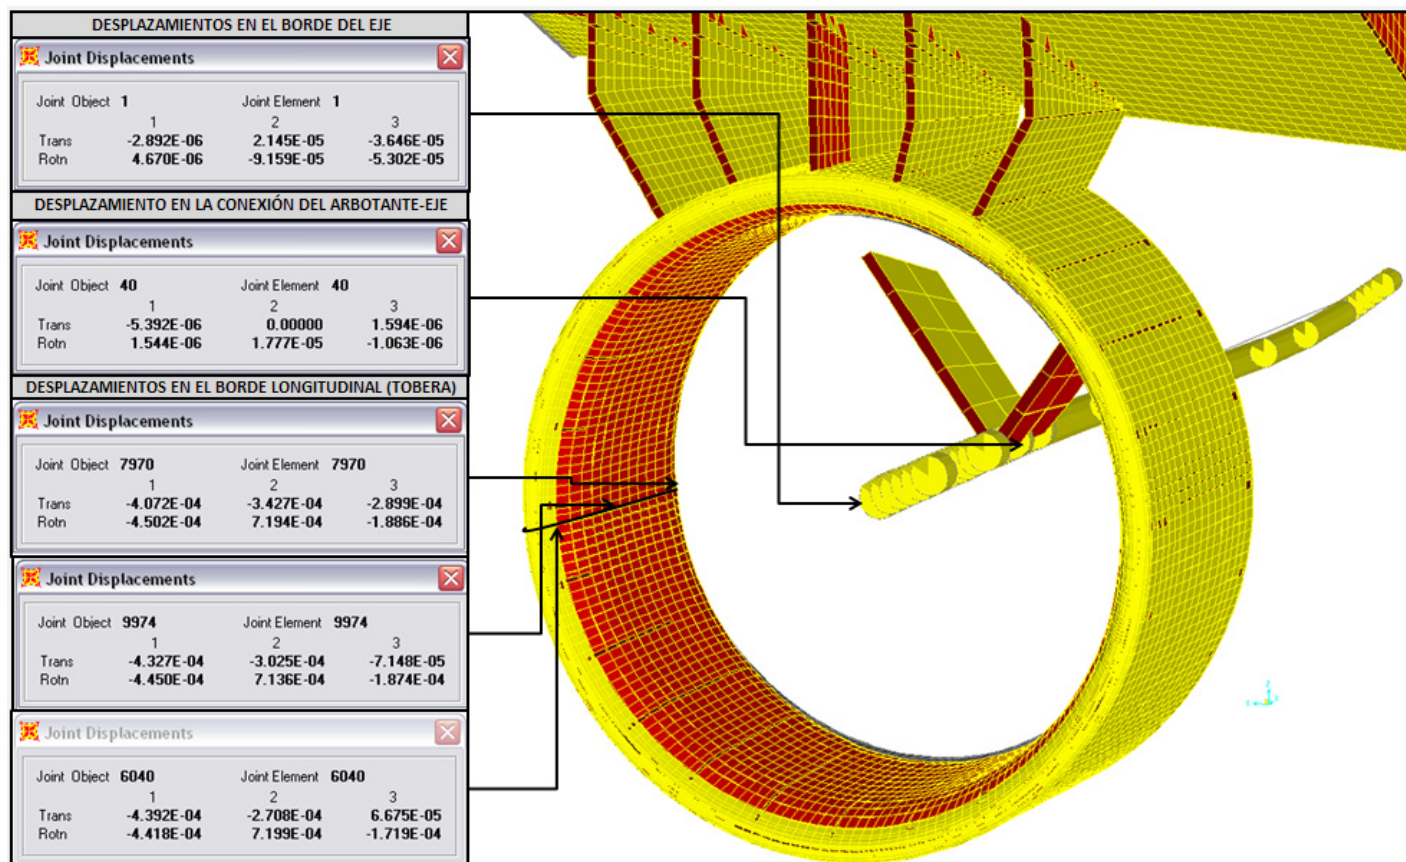 DESPLAZAMIENTOS EN EL BORDE DEL EJE
Joint Displacements
Joint Object 1 Joint Element 1
1 2 3
Trans -2.892E-06 2.145E-05 -3.646E-05
Rotn 4.670E-06 -9.159E-05 -5.302E-05
DESPLAZAMIENTO EN LA CONEXIÓN DEL ARBOTANTE-EJE
Joint Displacements
Joint Object 40 Joint Element 40
1 2 3
Trans -5.392E-06 0.00000 1.594E-06
Rotn 1.544E-06 1.777E-05 -1.063E-06
DESPLAZAMIENTOS EN EL BORDE LONGITUDINAL (TOBERA)
Joint Displacements
Joint Object 7970 Joint Element 7970
1 2 3
Trans -4.072E-04 -3.427E-04 -2.899E-04
Rotn -4.502E-04 7.194E-04 -1.886E-04
Joint Displacements
Joint Object 9974 Joint Element 9974
1 2 3
Trans -4.327E-04 -3.025E-04 -7.148E-05
Rotn -4.450E-04 7.136E-04 -1.874E-04
Joint Displacements
Joint Object 6040 Joint Element 6040
1 2 3
Trans -4.392E-04 -2.708E-04 6.675E-05
Rotn -4.418E-04 7.199E-04 -1.719E-04